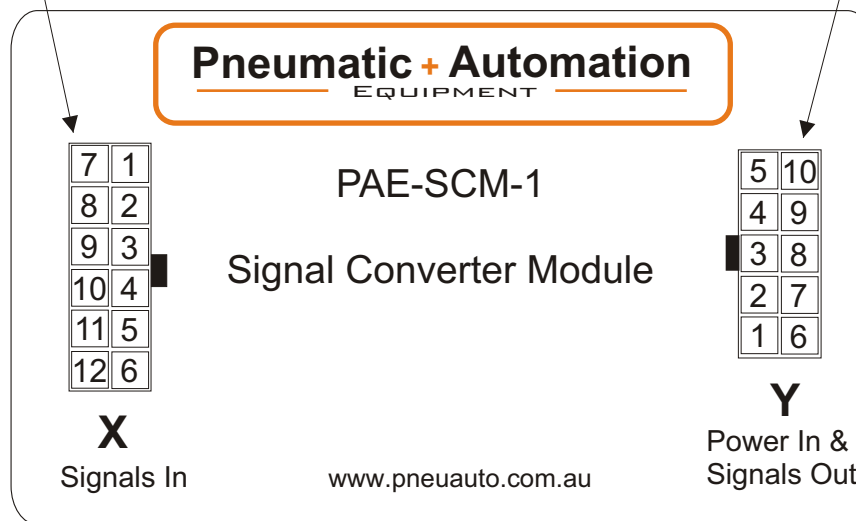 Pneumatic + Automation
EQUIPMENT
PAE-SCM-1
Signal Converter Module
7 1
8 2
9 3
10 4
11 5
12 6
X
Signals In
5 10
4 9
3 8
2 7
1 6
Y
Power In &
Signals Out
www.pneuauto.com.au